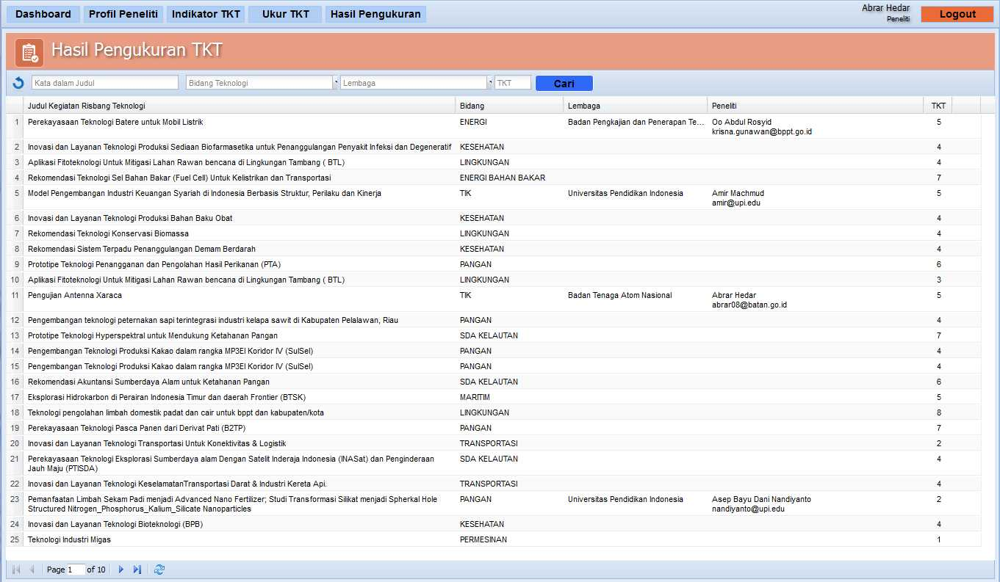 Dashboard Profil Peneliti Indikator TKT Ukur TKT Hasil Pengukuran Abrar Hedar Logout
Peneliti
Hasil Pengukuran TKT
Kata dalam Judul Bidang Teknologi Lembaga TKT Cari
Judul Kegiatan Risbang Teknologi Bidang Lembaga Peneliti TKT
1 Perekayasaan Teknologi Batere untuk Mobil Listrik ENERGI Badan Pengkajian dan Penerapan Te... Oo Abdul Rosyid 5
krisna.gunawan@bppt.go.id
2 Inovasi dan Layanan Teknologi Produksi Sediaan Biofarmasetika untuk Penanggulangan Penyakit Infeksi dan Degeneratif KESEHATAN 4
3 Aplikasi Fitoteknologi Untuk Mitigasi Lahan Rawan bencana di Lingkungan Tambang ( BTL) LINGKUNGAN 4
4 Rekomendasi Teknologi Sel Bahan Bakar (Fuel Cell) Untuk Kelistrikan dan Transportasi ENERGI BAHAN BAKAR 7
5 Model Pengembangan Industri Keuangan Syariah di Indonesia Berbasis Struktur, Perilaku dan Kinerja TIK Universitas Pendidikan Indonesia Amir Machmud 5
amir@upi.edu
6 Inovasi dan Layanan Teknologi Produksi Bahan Baku Obat KESEHATAN 4
7 Rekomendasi Teknologi Konservasi Biomassa LINGKUNGAN 4
8 Rekomendasi Sistem Terpadu Penanggulangan Demam Berdarah KESEHATAN 4
9 Prototipe Teknologi Penangganan dan Pengolahan Hasil Perikanan (PTA) PANGAN 6
10 Aplikasi Fitoteknologi Untuk Mitigasi Lahan Rawan bencana di Lingkungan Tambang ( BTL) LINGKUNGAN 3
11 Pengujian Antenna Xaraca TIK Badan Tenaga Atom Nasional Abrar Hedar 5
abrar08@batan.go.id
12 Pengembangan teknologi peternakan sapi terintegrasi industri kelapa sawit di Kabupaten Pelalawan, Riau PANGAN 4
13 Prototipe Teknologi Hyperspektral untuk Mendukung Ketahanan Pangan SDA KELAUTAN 7
14 Pengembangan Teknologi Produksi Kakao dalam rangka MP3EI Koridor IV (SulSel) PANGAN 4
15 Pengembangan Teknologi Produksi Kakao dalam rangka MP3EI Koridor IV (SulSel) PANGAN 4
16 Rekomendasi Akuntansi Sumberdaya Alam untuk Ketahanan Pangan SDA KELAUTAN 6
17 Eksplorasi Hidrokarbon di Perairan Indonesia Timur dan daerah Frontier (BTSK) MARITIM 5
18 Teknologi pengolahan limbah domestik padat dan cair untuk bppt dan kabupaten/kota LINGKUNGAN 8
19 Perekayasaan Teknologi Pasca Panen dari Derivat Pati (B2TP) PANGAN 7
20 Inovasi dan Layanan Teknologi Transportasi Untuk Konektivitas & Logistik TRANSPORTASI 2
21 Perekayasaan Teknologi Eksplorasi Sumberdaya alam Dengan Satelit Inderaja Indonesia (INASat) dan Penginderaan SDA KELAUTAN 4
Jauh Maju (PTISDA)
22 Inovasi dan Layanan Teknologi KeselamatanTransportasi Darat & Industri Kereta Api. TRANSPORTASI 4
23 Pemanfaatan Limbah Sekam Padi menjadi Advanced Nano Fertilizer; Studi Transformasi Silikat menjadi Spherkal Hole PANGAN Universitas Pendidikan Indonesia Asep Bayu Dani Nandiyanto 2
Structured Nitrogen_Phosphorus_Kalium_Silicate Nanoparticles nandiyanto@upi.edu
24 Inovasi dan Layanan Teknologi Bioteknologi (BPB) KESEHATAN 4
25 Teknologi Industri Migas PERMESINAN 1
Page 1 of 10